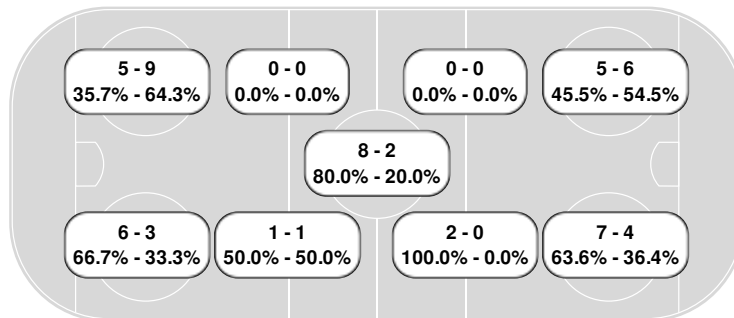 5 - 9
35.7% - 64.3%
0 - 0
0.0% - 0.0%
0 - 0
0.0% - 0.0%
5 - 6
45.5% - 54.5%
8 - 2
80.0% - 20.0%
6 - 3
66.7% - 33.3%
1 - 1
50.0% - 50.0%
2 - 0
100.0% - 0.0%
7 - 4
63.6% - 36.4%